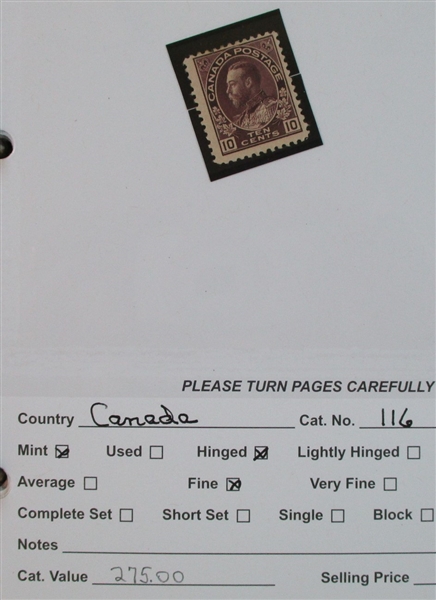 CANADA POSTAGE
10 TEN CENTS 10
PLEASE TURN PAGES CAREFULLY
Country Canada Cat. No. 116
Mint ☒ Used ☐ Hinged ☒ Lightly Hinged ☐
Average ☐ Fine ☒ Very Fine ☐
Complete Set ☐ Short Set ☐ Single ☐ Block ☐
Notes
Cat. Value 275.00 Selling Price